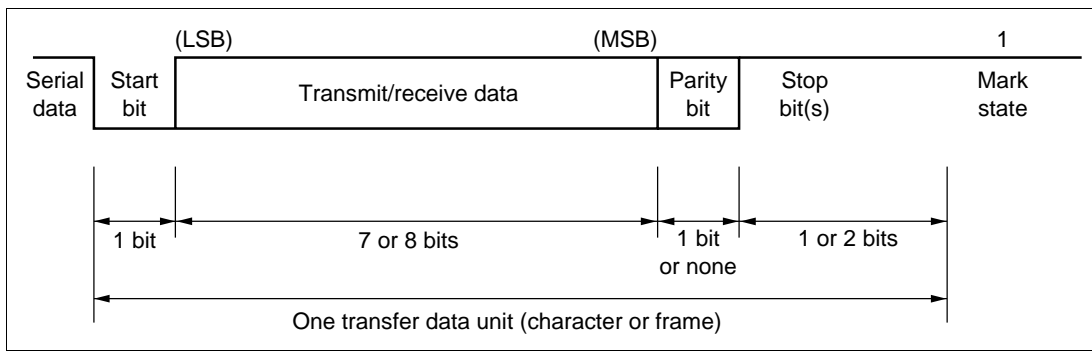 (LSB) (MSB) 1
Serial Start Transmit/receive data Parity Stop Mark
data bit bit bit(s) state
1 bit 7 or 8 bits 1 bit 1 or 2 bits
or none
One transfer data unit (character or frame)